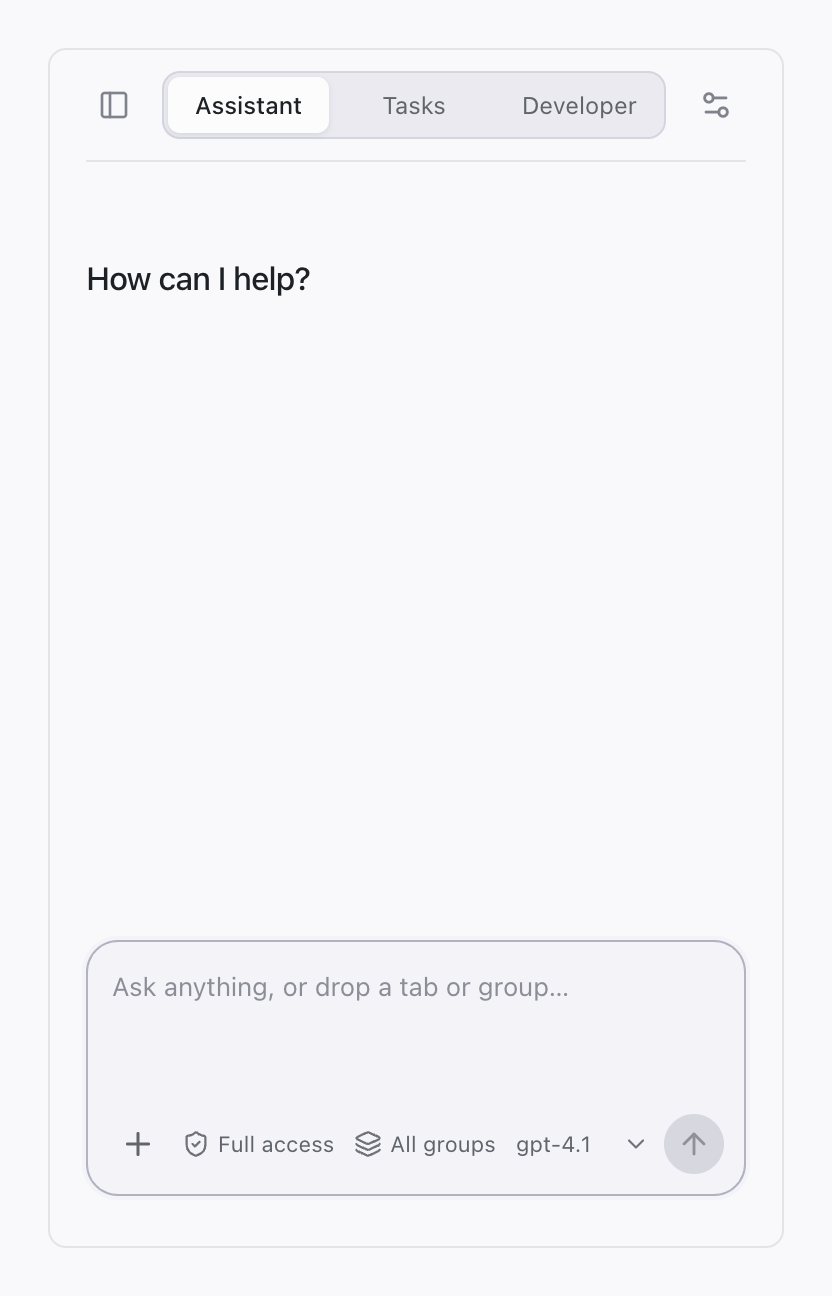 Assistant Tasks Developer
How can I help?
Ask anything, or drop a tab or group...
Full access All groups gpt-4.1